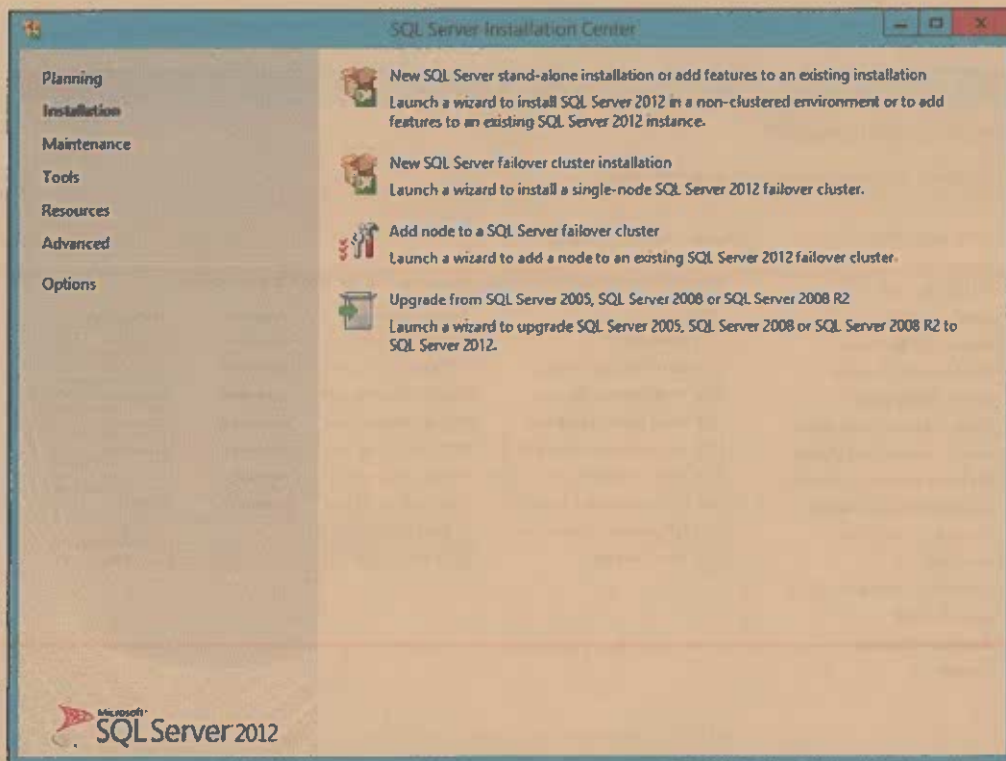 SQL Server Installation Center
Planning
Installation
Maintenance
Tools
Resources
Advanced
Options
New SQL Server stand-alone installation or add features to an existing installation
Launch a wizard to install SQL Server 2012 in a non-clustered environment or to add
features to an existing SQL Server 2012 instance.
New SQL Server failover cluster installation
Launch a wizard to install a single-node SQL Server 2012 failover cluster.
Add node to a SQL Server failover cluster
Launch a wizard to add a node to an existing SQL Server 2012 failover cluster.
Upgrade from SQL Server 2005, SQL Server 2008 or SQL Server 2008 R2
Launch a wizard to upgrade SQL Server 2005, SQL Server 2008 or SQL Server 2008 R2 to
SQL Server 2012.
Microsoft
SQL Server 2012